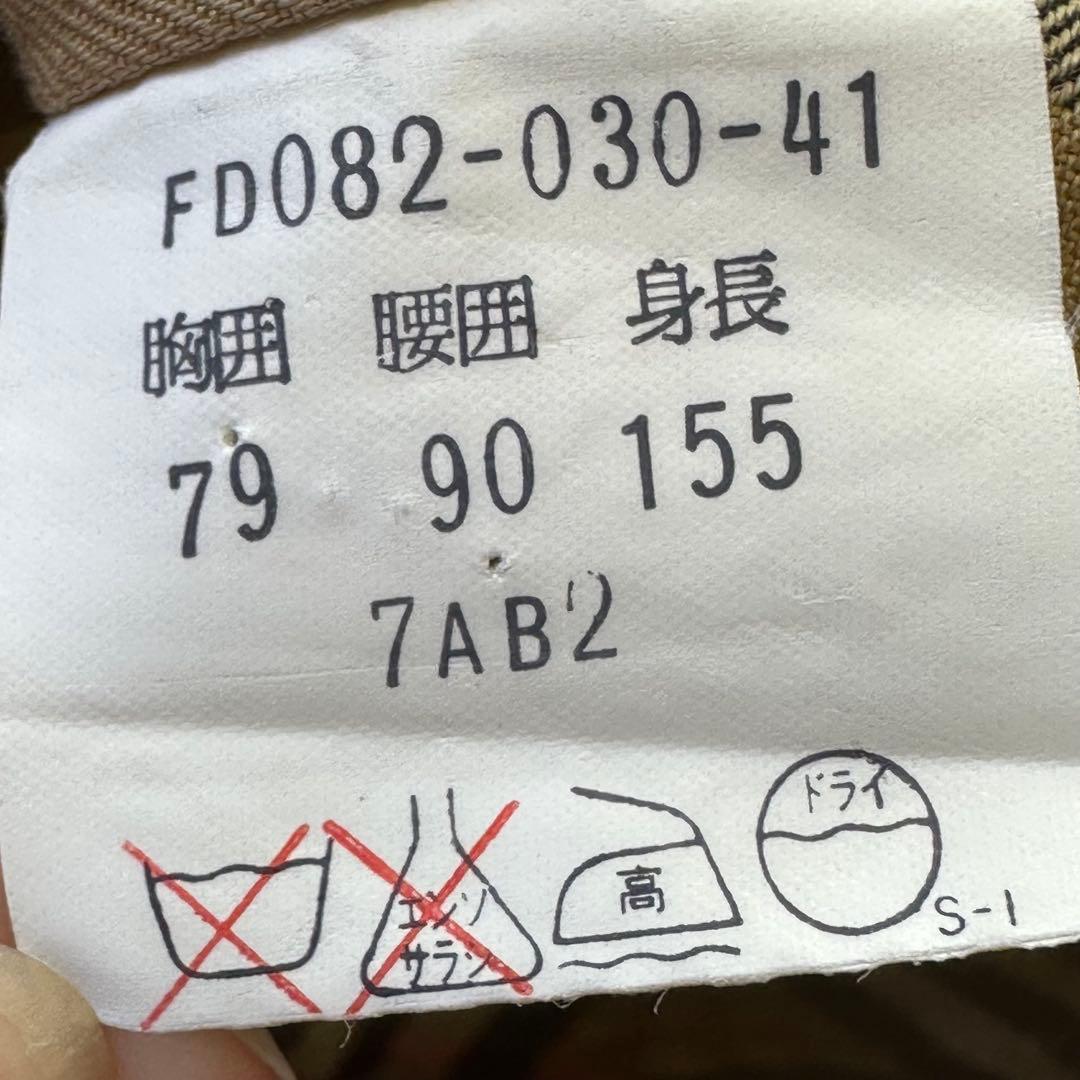 FD082-030-41
胸囲 腰囲 身長
79 90 155
7AB2
エンソ
サラシ
高
ドライ
S-1